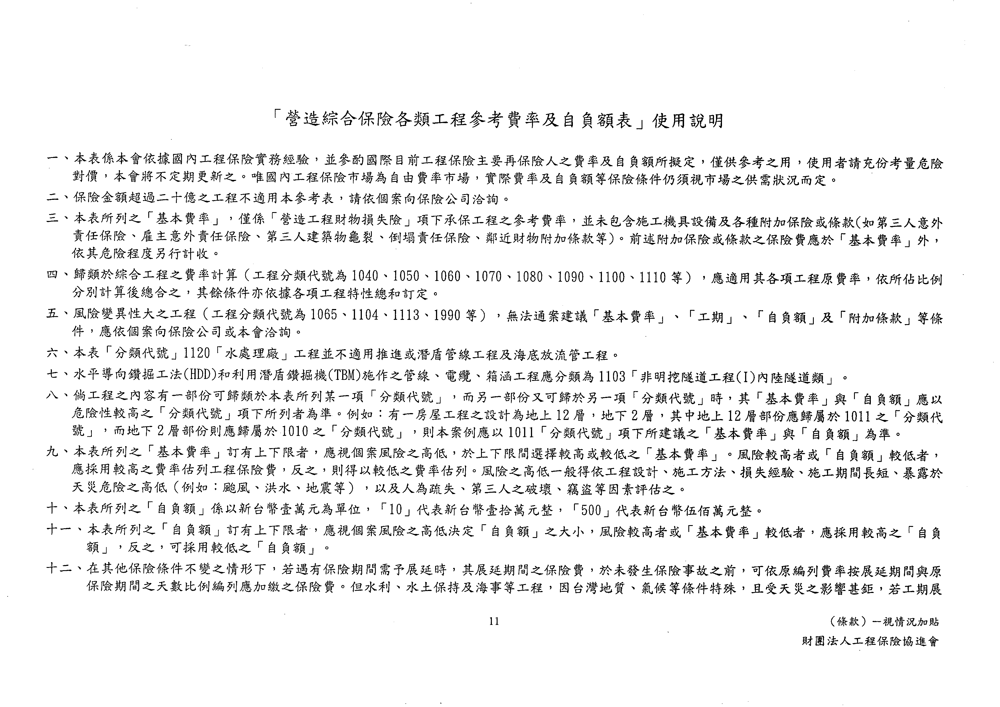 「營造綜合保險各類工程參考費率及自負額表」使用說明
一、本表係本會依據國內工程保險實務經驗，並參酌國際目前工程保險主要再保險人之費率及自負額所擬定，僅供參考之用，使用者請充份考量危險
對價，本會將不定期更新之。唯國內工程保險市場為自由費率市場，實際費率及自負額等保險條件仍須視市場之供需狀況而定。
二、保險金額超過二十億之工程不適用本參考表，請依個案向保險公司洽詢。
三、本表所列之「基本費率」，僅係「營造工程財物損失險」項下承保工程之參考費率，並未包含施工機具設備及各種附加保險或條款(如第三人意外
責任保險、雇主意外責任保險、第三人建築物龜裂、倒塌責任保險、鄰近財物附加條款等)。前述附加保險或條款之保險費應於「基本費率」外，
依其危險程度另行計收。
四、歸類於綜合工程之費率計算（工程分類代號為 1040、1050、1060、1070、1080、1090、1100、1110 等），應適用其各項工程原費率，依所佔比例
分別計算後總合之，其餘條件亦依據各項工程特性總和訂定。
五、風險變異性大之工程（工程分類代號為 1065、1104、1113、1990 等），無法通案建議「基本費率」、「工期」、「自負額」及「附加條款」等條
件，應依個案向保險公司或本會洽詢。
六、本表「分類代號」1120「水處理廠」工程並不適用推進或潛盾管線工程及海底放流管工程。
七、水平導向鑽掘工法(HDD)和利用潛盾鑽掘機(TBM)施作之管線、電纜、箱涵工程應分類為 1103「非明挖隧道工程(I)內陸隧道類」。
八、倘工程之內容有一部份可歸類於本表所列某一項「分類代號」，而另一部份又可歸於另一項「分類代號」時，其「基本費率」與「自負額」應以
危險性較高之「分類代號」項下所列者為準。例如：有一房屋工程之設計為地上 12 層，地下 2 層，其中地上 12 層部份應歸屬於 1011 之「分類代
號」，而地下 2 層部份則應歸屬於 1010 之「分類代號」，則本案例應以 1011「分類代號」項下所建議之「基本費率」與「自負額」為準。
九、本表所列之「基本費率」訂有上下限者，應視個案風險之高低，於上下限間選擇較高或較低之「基本費率」。風險較高者或「自負額」較低者，
應採用較高之費率估列工程保險費，反之，則得以較低之費率估列。風險之高低一般得依工程設計、施工方法、損失經驗、施工期間長短、暴露於
天災危險之高低（例如：颱風、洪水、地震等），以及人為疏失、第三人之破壞、竊盜等因素評估之。
十、本表所列之「自負額」係以新台幣壹萬元為單位，「10」代表新台幣壹拾萬元整，「500」代表新台幣伍佰萬元整。
十一、本表所列之「自負額」訂有上下限者，應視個案風險之高低決定「自負額」之大小，風險較高者或「基本費率」較低者，應採用較高之「自負
額」，反之，可採用較低之「自負額」。
十二、在其他保險條件不變之情形下，若遇有保險期間需予展延時，其展延期間之保險費，於未發生保險事故之前，可依原編列費率按展延期間與原
保險期間之天數比例編列應加繳之保險費。但水利、水土保持及海事等工程，因台灣地質、氣候等條件特殊，且受天災之影響甚鉅，若工期展
11
（條款）－視情況加貼
財團法人工程保險協進會